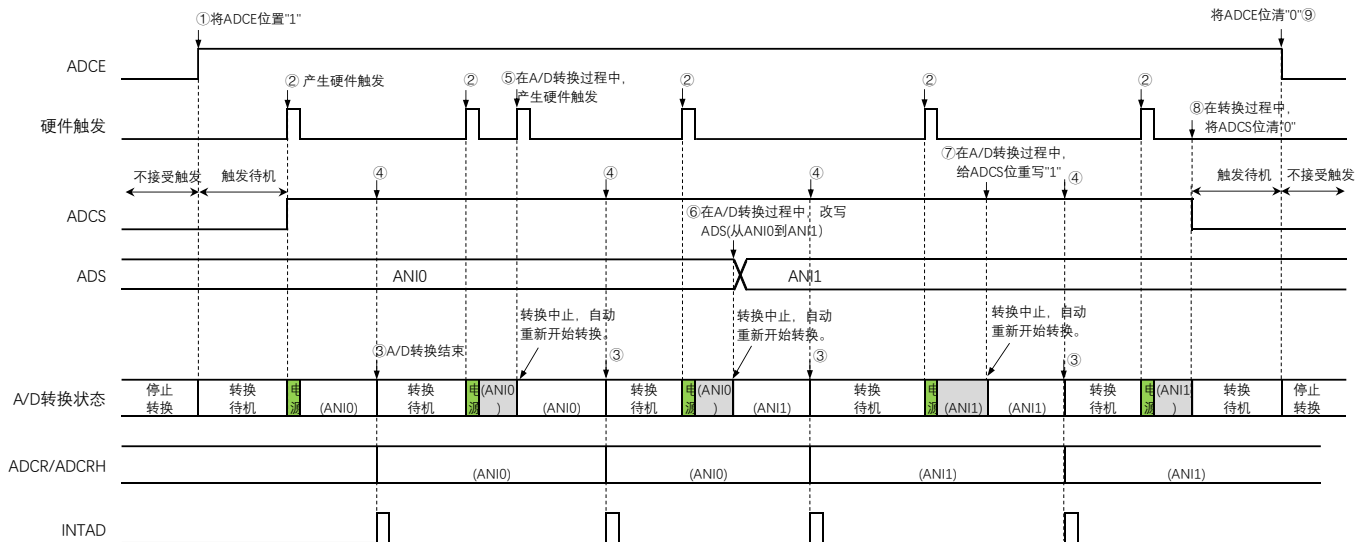 ①将ADCE位置"1"
将ADCE位清"0"⑨
ADCE
② 产生硬件触发
②
⑤在A/D转换过程中，
产生硬件触发
②
②
②
⑧在转换过程中，
将ADCS位清"0"
硬件触发
⑦在A/D转换过程中，
给ADCS位重写"1"
不接受触发
触发待机
④
④
④
④
触发待机
不接受触发
ADCS
⑥在A/D转换过程中，改写
ADS(从ANI0到ANI1）
ADS
ANI0
ANI1
转换中止，自动
重新开始转换。
转换中止，自动
重新开始转换。
转换中止，自动
重新开始转换。
③A/D转换结束
③
③
③
A/D转换状态
停止
转换
转换
待机
电
源
(ANI0)
转换
待机
电
源
(ANI0
)
(ANI0)
转换
待机
电
源
(ANI0
)
(ANI1)
转换
待机
电
源
(ANI1)
(ANI1)
转换
待机
电
源
(ANI1
)
转换
待机
停止
转换
ADCR/ADCRH
(ANI0)
(ANI0)
(ANI1)
(ANI1)
INTAD